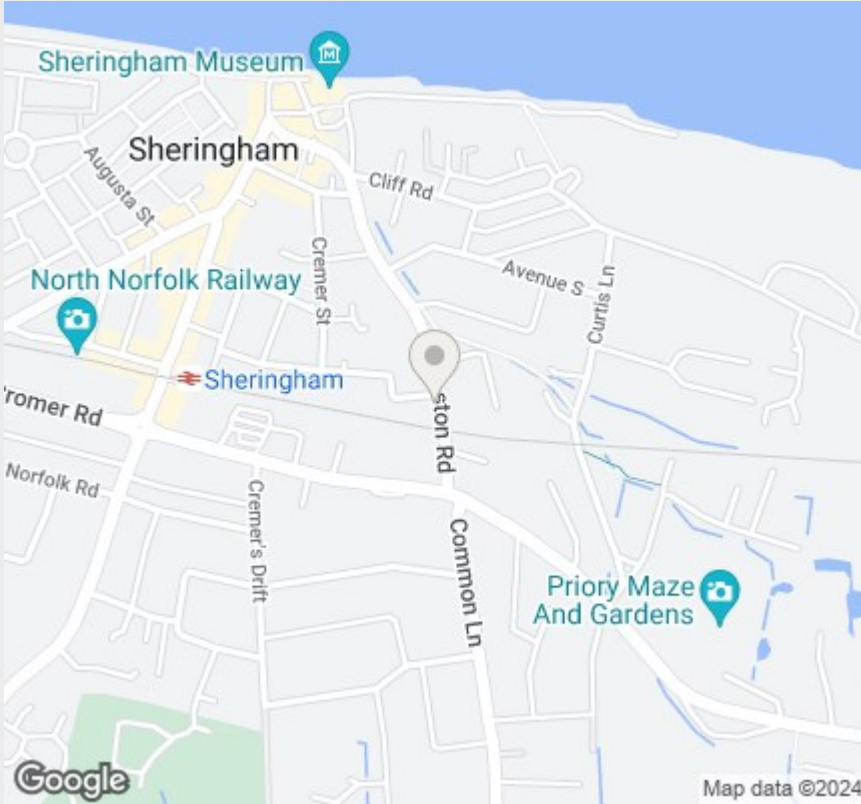 Sheringham Museum
Sheringham
Augusta St
Cliff Rd
Cremer St
Avenue S
Curtis Ln
North Norfolk Railway
Sheringham
romer Rd
ston Rd
Norfolk Rd
Cremer's Drift
Common Ln
Priory Maze
And Gardens
Google
Map data ©2024